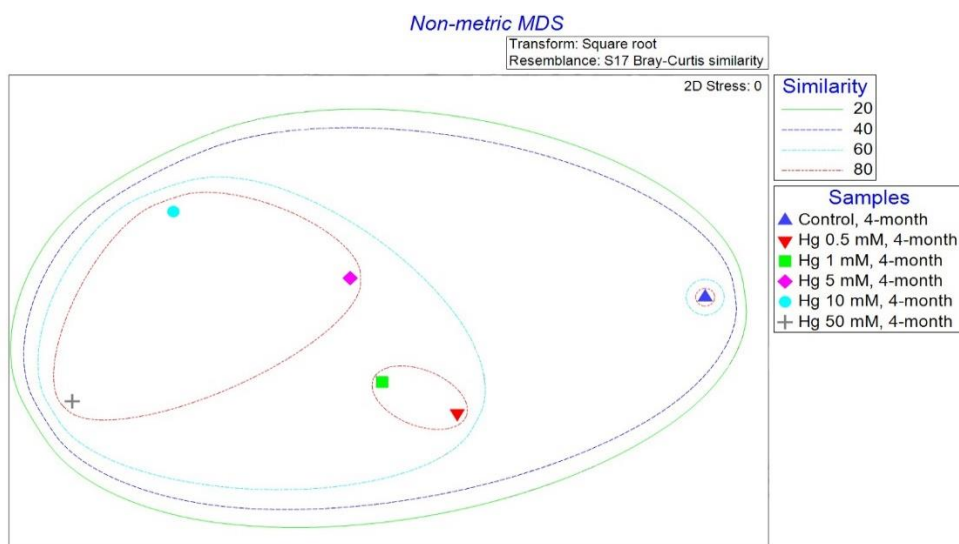 Non-metric MDS
Transform: Square root
Resemblance: S17 Bray-Curtis similarity
2D Stress: 0
Similarity
20
40
60
80
Samples
Control, 4-month
Hg 0.5 mM, 4-month
Hg 1 mM, 4-month
Hg 5 mM, 4-month
Hg 10 mM, 4-month
Hg 50 mM, 4-month